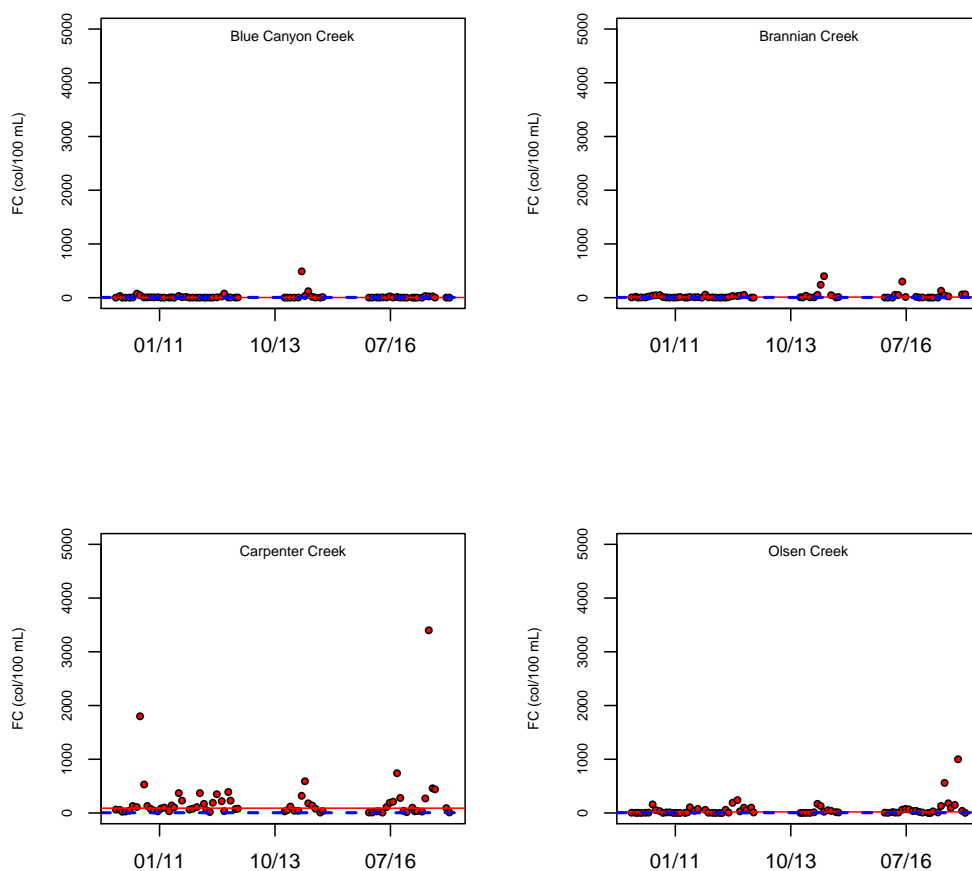 Blue Canyon Creek
FC (col/100 mL)
5000
4000
3000
2000
1000
0
01/11 10/13 07/16
Brannian Creek
FC (col/100 mL)
5000
4000
3000
2000
1000
0
01/11 10/13 07/16
Carpenter Creek
FC (col/100 mL)
5000
4000
3000
2000
1000
0
01/11 10/13 07/16
Olsen Creek
FC (col/100 mL)
5000
4000
3000
2000
1000
0
01/11 10/13 07/16